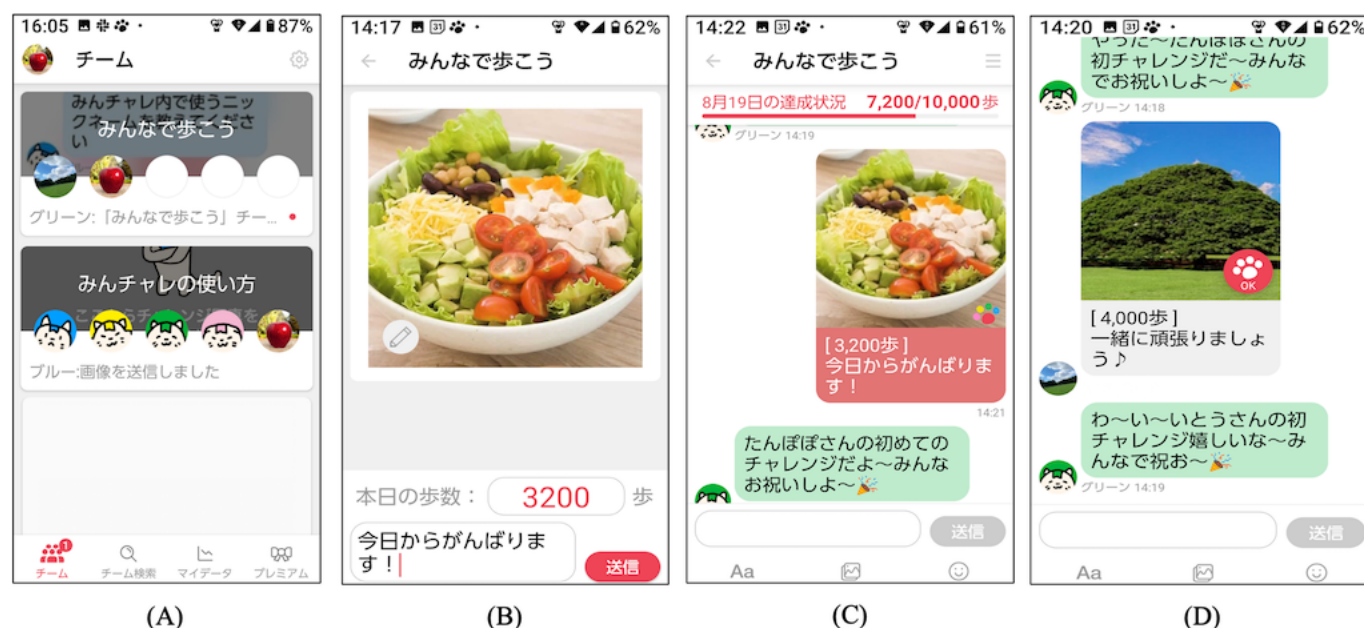 16:05
87%
チーム
みんチャレ内で使うニッ
クネームを教えてくださ
い
みんなで歩こう
グリーン:「みんなで歩こう」チー...
みんチャレの使い方
ブルー:画像を送信しました
1
チーム
チーム検索
マイデータ
プレミアム
(A)
14:17
31
62%
みんなで歩こう
本日の歩数：
3200
歩
今日からがんばりま
す！
送信
(B)
14:22
31
61%
みんなで歩こう
8月19日の達成状況
7,200/10,000歩
グリーン 14:19
[3,200歩]
今日からがんばりま
す！
14:21
たんぽぽさんの初めての
チャレンジだよ〜みんな
お祝いしよ〜🎉
送信
Aa
(C)
14:20
31
62%
やった〜たんぽぽさんの
初チャレンジだ〜みんな
でお祝いしよ〜🎉
グリーン 14:18
OK
[4,000歩]
一緒に頑張りましょ
う♪
わ〜い〜いとうさんの初
チャレンジ嬉しいな〜み
んなで祝お〜🎉
グリーン 14:19
送信
Aa
(D)